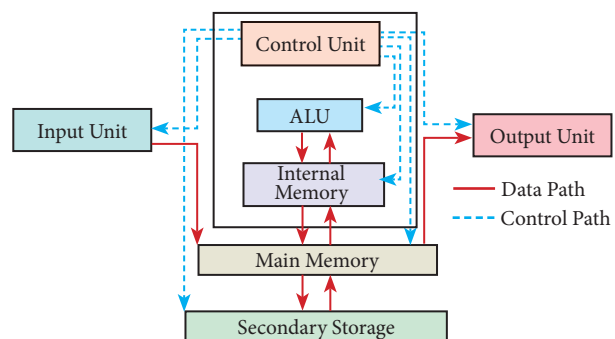 Control Unit
ALU
Input Unit
Output Unit
Internal
Memory
Data Path
Control Path
Main Memory
Secondary Storage